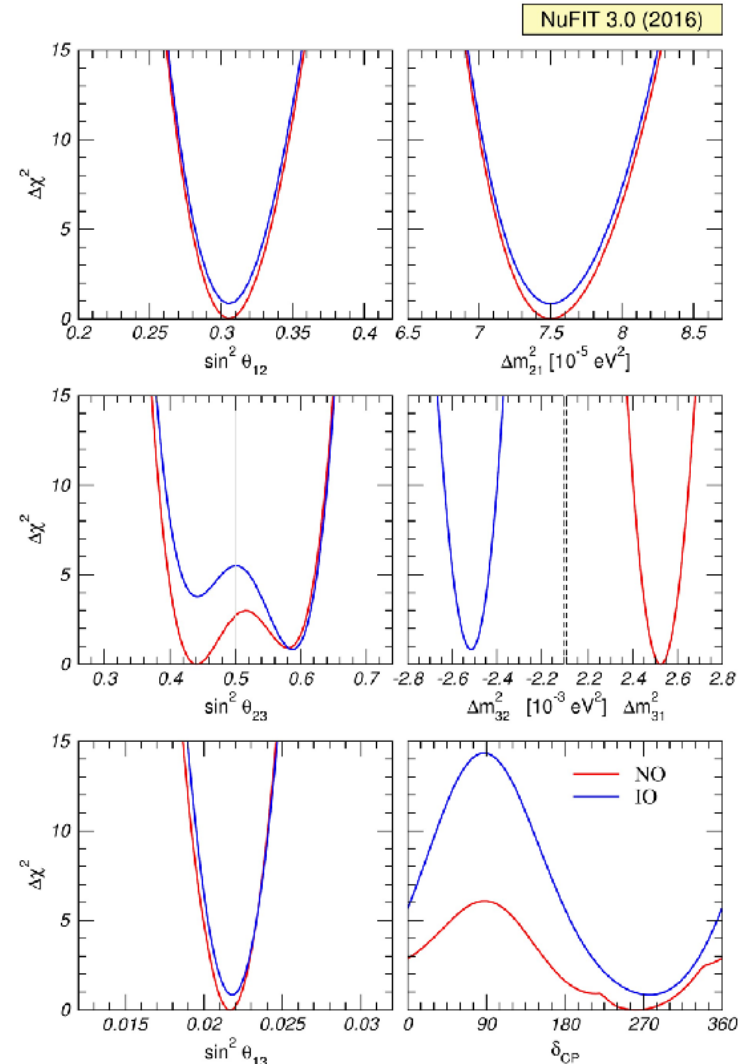 NuFIT 3.0 (2016)
15
10
5
0
Δχ²
0.2 0.25 0.3 0.35 0.4
sin² θ₁₂
6.5 7 7.5 8 8.5
Δm²₂₁ [10⁻⁵ eV²]
15
10
5
0
Δχ²
0.3 0.4 0.5 0.6 0.7
sin² θ₂₃
-2.8 -2.6 -2.4 -2.2 2.2 2.4 2.6 2.8
Δm²₃₂ [10⁻³ eV²] Δm²₃₁
15
10
5
0
Δχ²
0.015 0.02 0.025 0.03
sin² θ₁₃
NO
IO
0 90 180 270 360
δ_CP